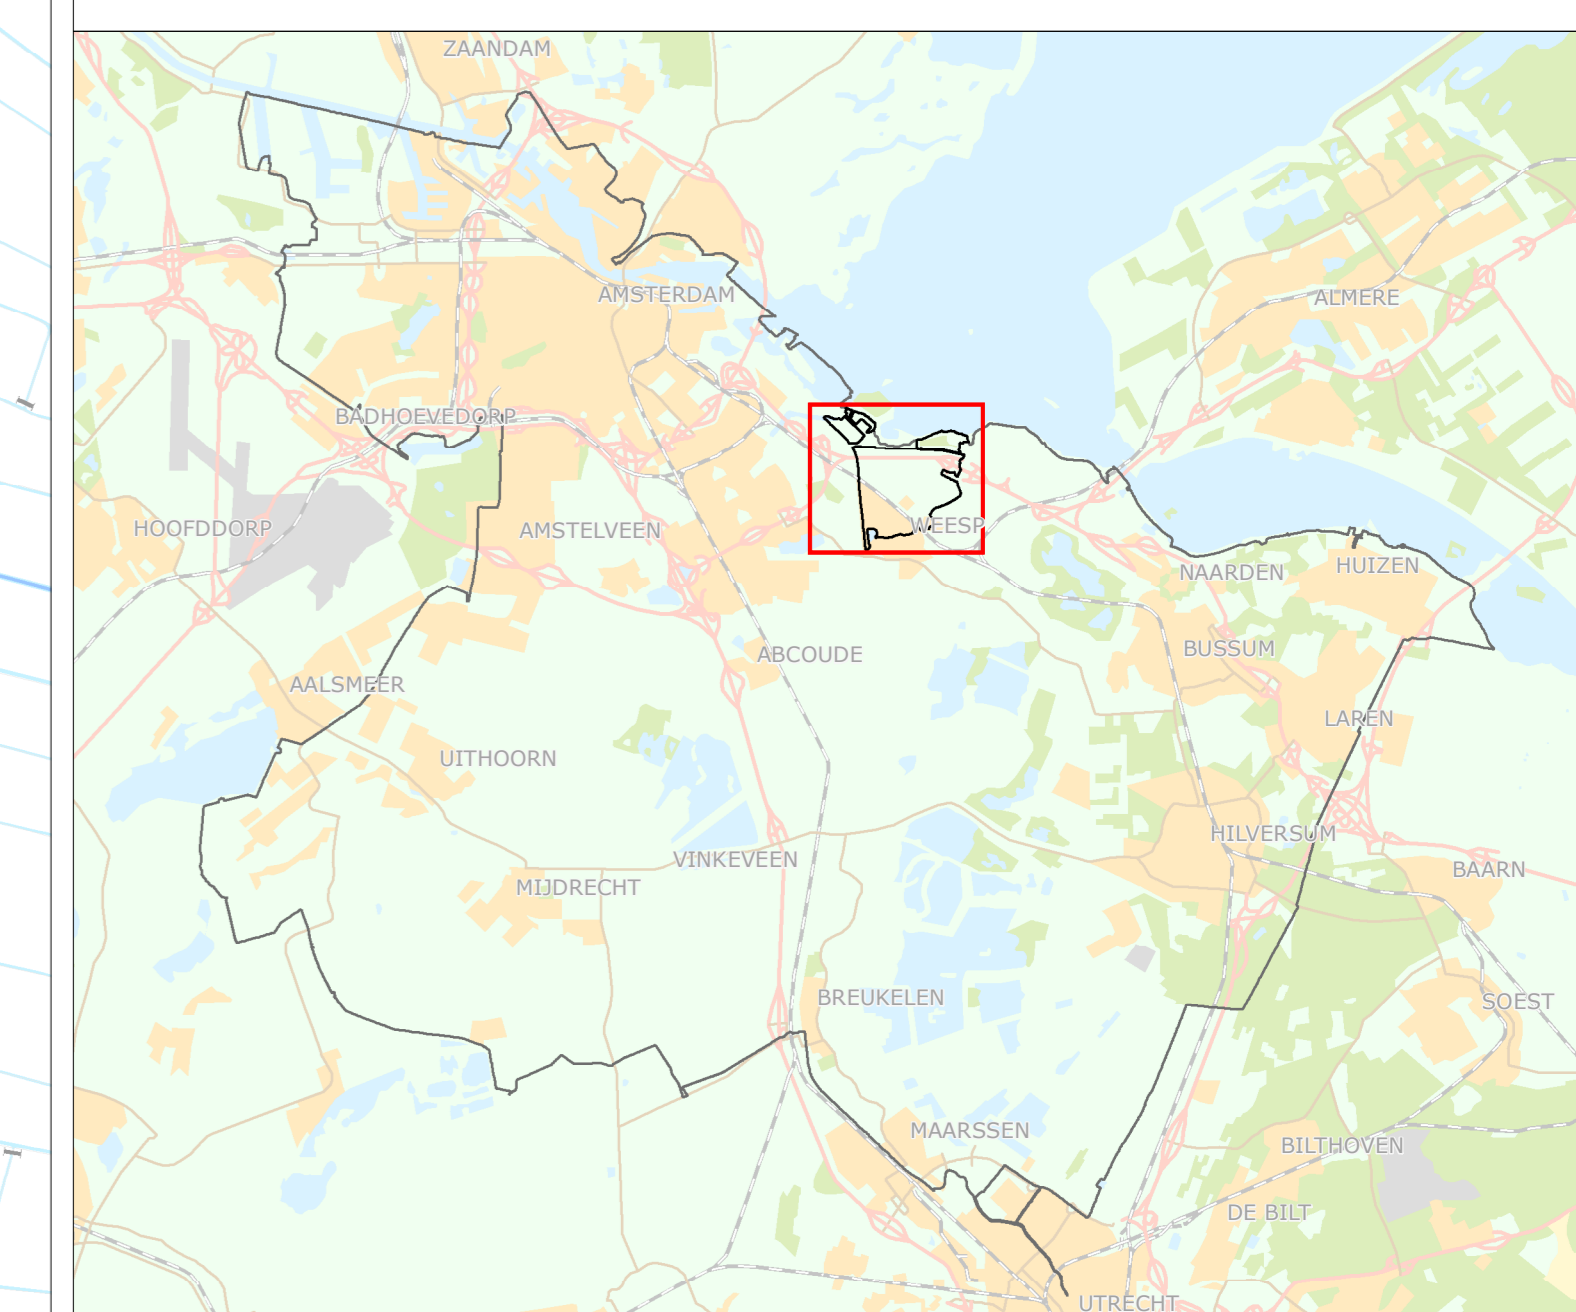 ZAANDAM
AMSTERDAM
ALMERE
BADHOEVEDORP
HOOFDDORP
AMSTELVEEN
WEESP
NAARDEN
HUIZEN
BUSSUM
ABCOUDE
AALSMEER
LAREN
UITHOORN
HILVERSUM
VINKEVEEN
BAARN
MIJDRECHT
BREUKELEN
SOEST
MAARSSEN
BILTHOVEN
DE BILT
UTRECHT